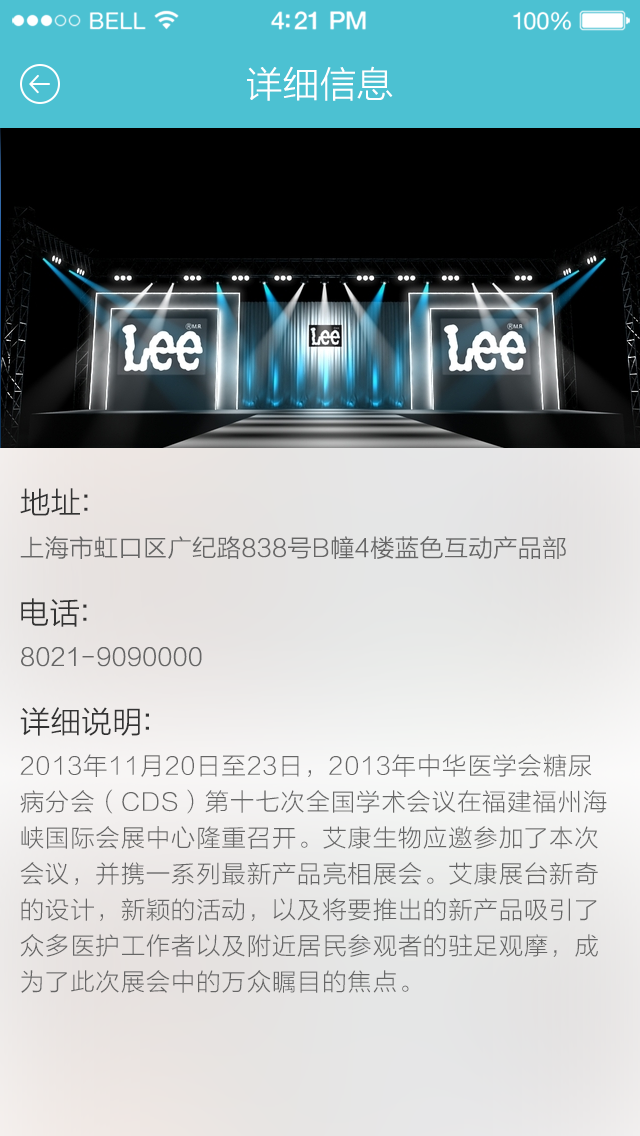 BELL 4:21 PM 100%
详细信息
Lee
®M.R
Lee
Lee
®M.R
地址:
上海市虹口区广纪路838号B幢4楼蓝色互动产品部
电话:
8021-9090000
详细说明:
2013年11月20日至23日，2013年中华医学会糖尿
病分会（CDS）第十七次全国学术会议在福建福州海
峡国际会展中心隆重召开。艾康生物应邀参加了本次
会议，并携一系列最新产品亮相展会。艾康展台新奇
的设计，新颖的活动，以及将要推出的新产品吸引了
众多医护工作者以及附近居民参观者的驻足观摩，成
为了此次展会中的万众瞩目的焦点。